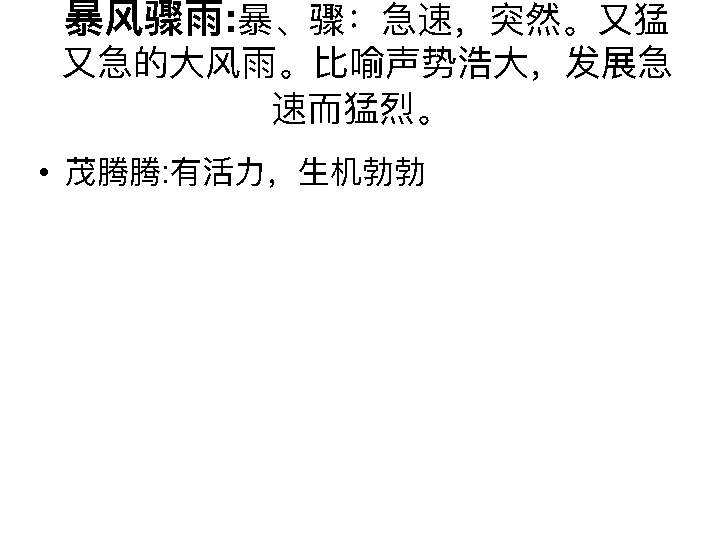 暴风骤雨:暴、骤：急速，突然。又猛
又急的大风雨。比喻声势浩大，发展急
速而猛烈。
• 茂腾腾:有活力，生机勃勃